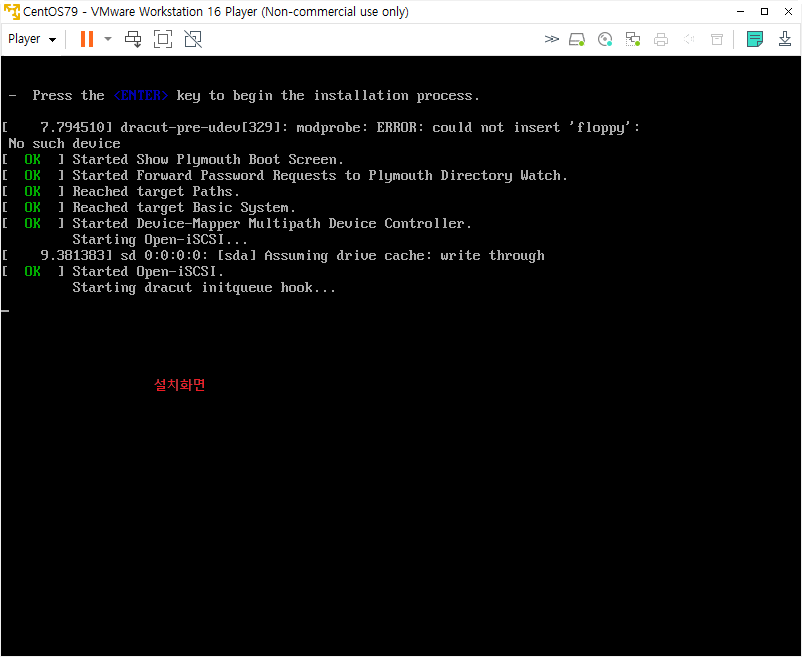 CentOS79 - VMware Workstation 16 Player (Non-commercial use only)
Player
-  Press the <ENTER> key to begin the installation process.
[    7.794510] dracut-pre-udev[329]: modprobe: ERROR: could not insert 'floppy':
No such device
[  OK  ] Started Show Plymouth Boot Screen.
[  OK  ] Started Forward Password Requests to Plymouth Directory Watch.
[  OK  ] Reached target Paths.
[  OK  ] Reached target Basic System.
[  OK  ] Started Device-Mapper Multipath Device Controller.
         Starting Open-iSCSI...
[    9.381383] sd 0:0:0:0: [sda] Assuming drive cache: write through
[  OK  ] Started Open-iSCSI.
         Starting dracut initqueue hook...
설치화면